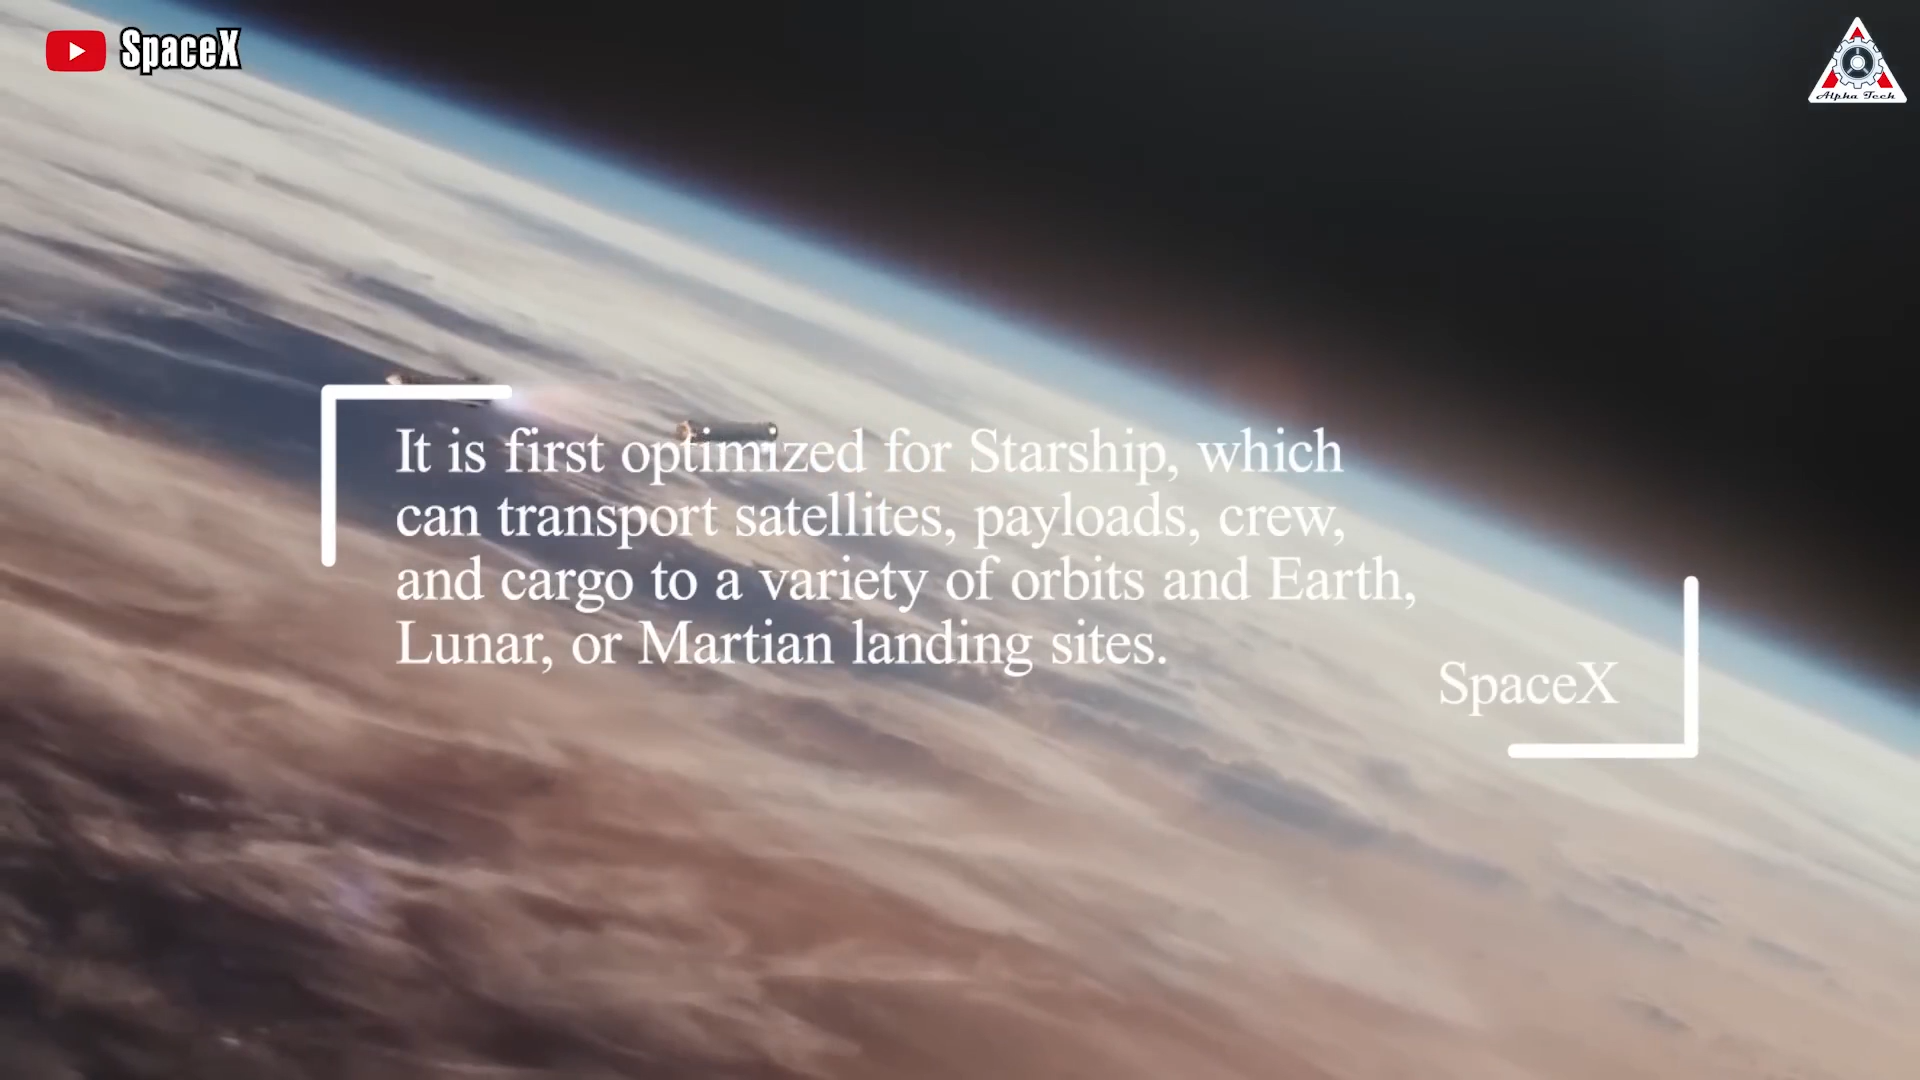 SpaceX
Alpha Tech
It is first optimized for Starship, which
can transport satellites, payloads, crew,
and cargo to a variety of orbits and Earth,
Lunar, or Martian landing sites.
SpaceX